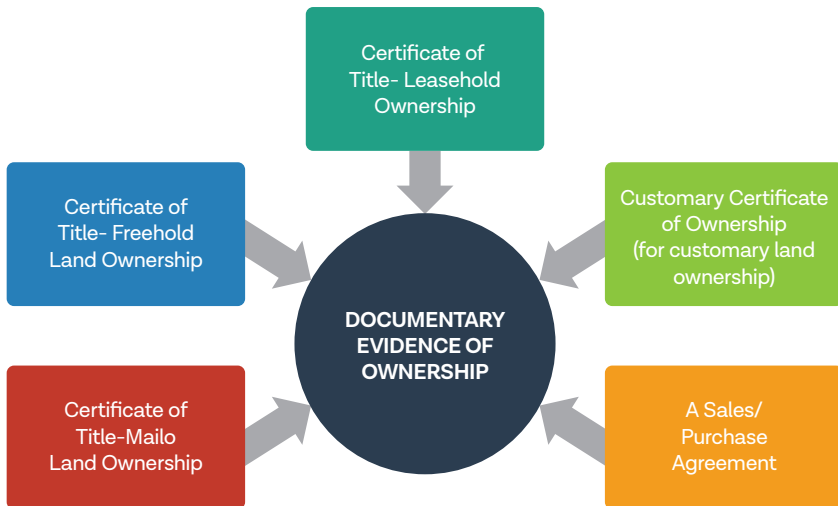 Certificate of
Title- Leasehold
Ownership
Certificate of
Title- Freehold
Land Ownership
Customary Certificate
of Ownership
(for customary land
ownership)
DOCUMENTARY
EVIDENCE OF
OWNERSHIP
Certificate of
Title-Mailo
Land Ownership
A Sales/
Purchase
Agreement